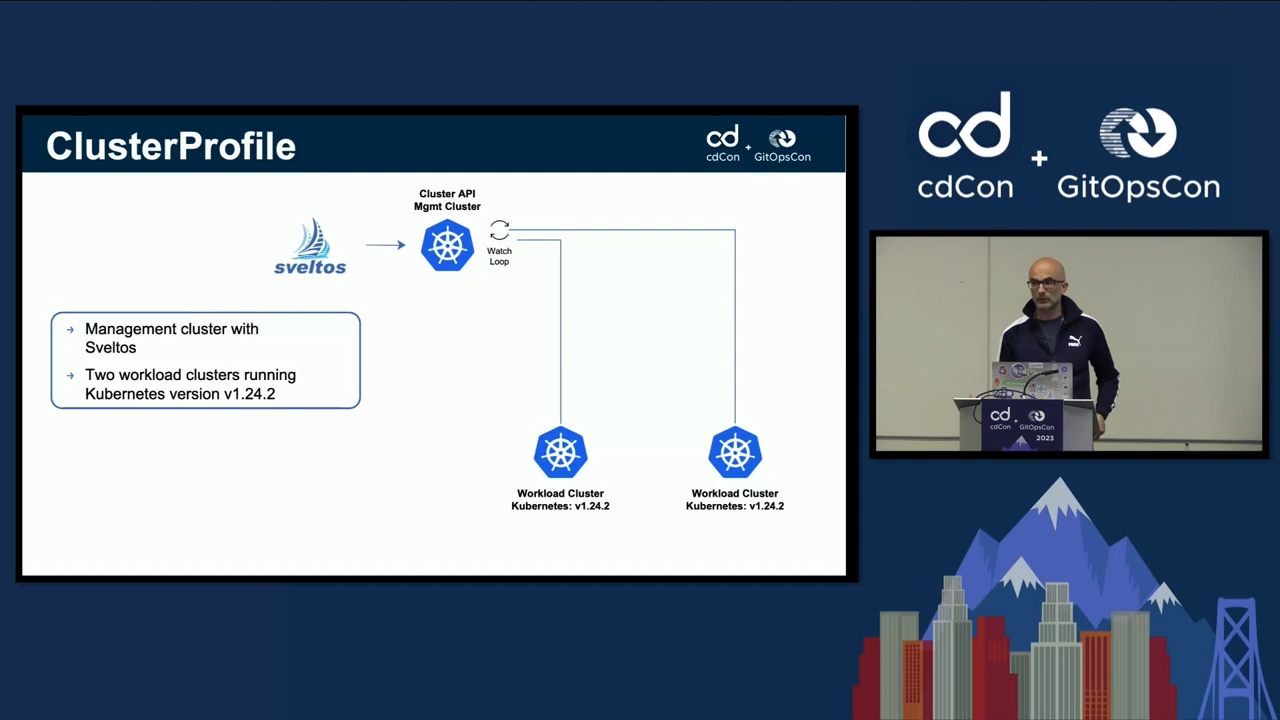 ClusterProfile
cd
cdCon
+
GitOpsCon
Cluster API
Mgmt Cluster
sveltos
Watch
Loop
→ Management cluster with
Sveltos
→ Two workload clusters running
Kubernetes version v1.24.2
Workload Cluster
Kubernetes: v1.24.2
Workload Cluster
Kubernetes: v1.24.2
cd
cdCon
+
GitOpsCon
PUMA
cd
cdCon
+
GitOpsCon
2023